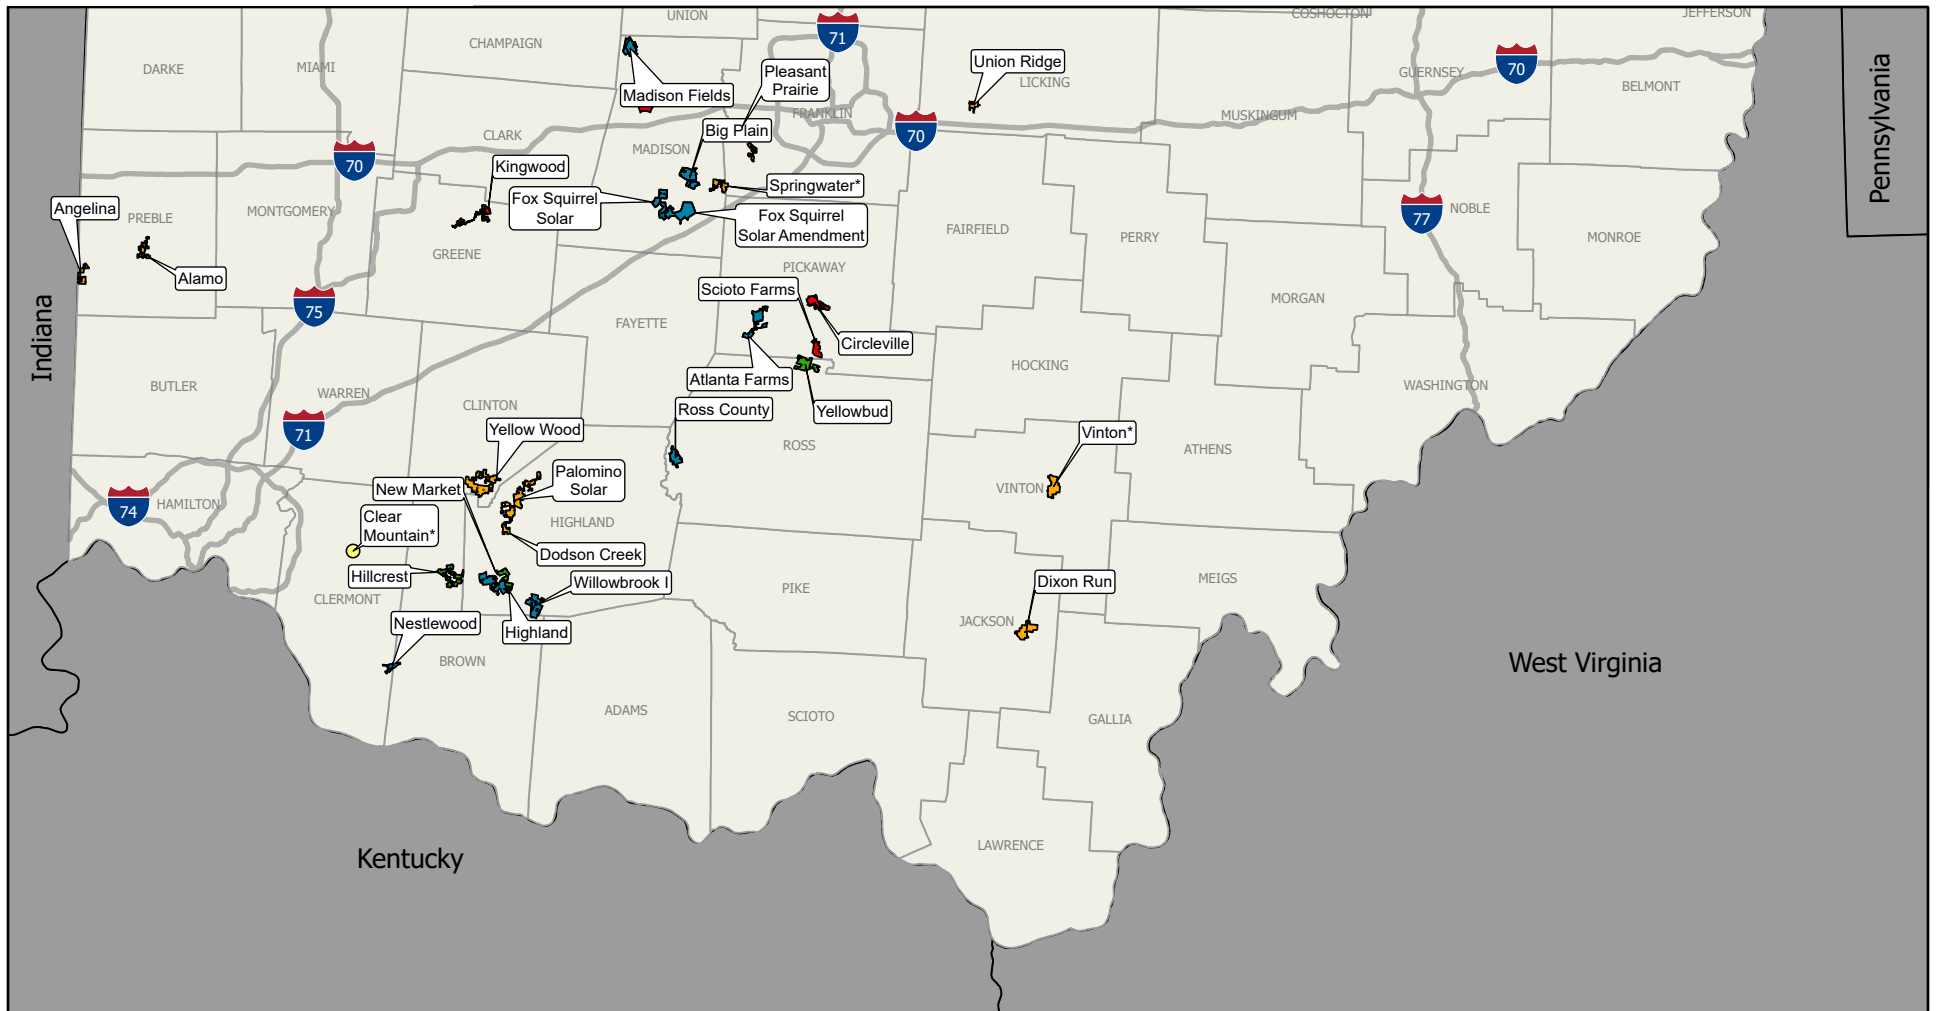 UNION
COSHOCTON
JEFFERSON
71
CHAMPAIGN
DARKE
MIAMI
Union Ridge
LICKING
GUERNSEY
70
BELMONT
Pennsylvania
Pleasant
Prairie
Madison Fields
FRANKLIN
MUSKINGUM
70
CLARK
Big Plain
MADISON
70
Kingwood
Springwater*
Fox Squirrel
Solar
Fox Squirrel
Solar Amendment
Angelina
PREBLE
MONTGOMERY
77
NOBLE
MONROE
FAIRFIELD
PERRY
GREENE
Alamo
PICKAWAY
Scioto Farms
MORGAN
75
FAYETTE
Indiana
Circleville
HOCKING
Atlanta Farms
BUTLER
WARREN
WASHINGTON
CLINTON
Ross County
Yellowbud
71
Yellow Wood
ROSS
Vinton*
ATHENS
Palomino
Solar
New Market
VINTON
74
HAMILTON
Clear
Mountain*
HIGHLAND
Dodson Creek
Hillcrest
Willowbrook I
PIKE
Dixon Run
MEIGS
CLERMONT
Nestlewood
Highland
JACKSON
BROWN
West Virginia
ADAMS
SCIOTO
GALLIA
Kentucky
LAWRENCE